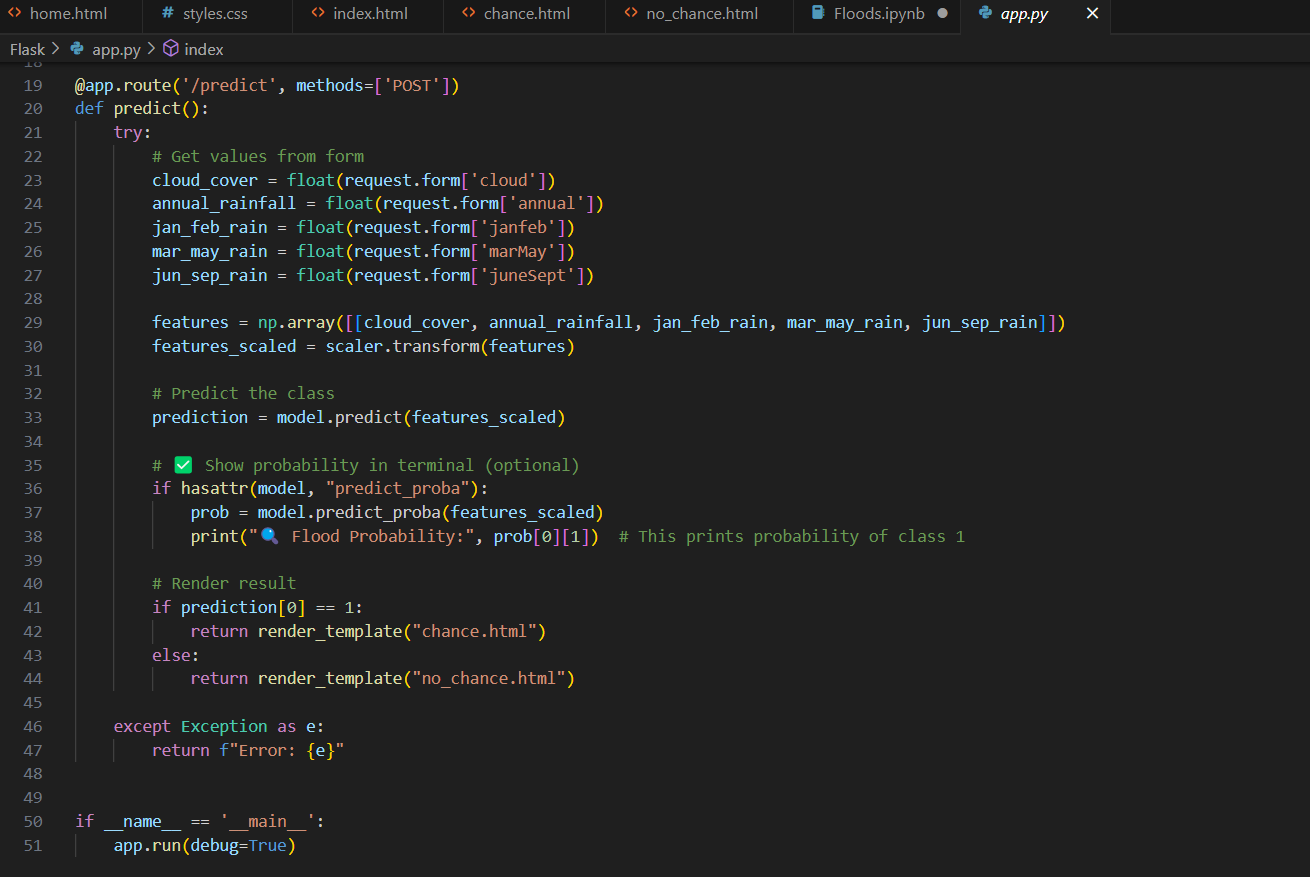 home.html # styles.css index.html chance.html no_chance.html Floods.ipynb app.py
Flask > app.py > index
18
19 @app.route('/predict', methods=['POST'])
20 def predict():
21 try:
22 # Get values from form
23 cloud_cover = float(request.form['cloud'])
24 annual_rainfall = float(request.form['annual'])
25 jan_feb_rain = float(request.form['janfeb'])
26 mar_may_rain = float(request.form['marMay'])
27 jun_sep_rain = float(request.form['juneSept'])
28
29 features = np.array([[cloud_cover, annual_rainfall, jan_feb_rain, mar_may_rain, jun_sep_rain]])
30 features_scaled = scaler.transform(features)
31
32 # Predict the class
33 prediction = model.predict(features_scaled)
34
35 # ✅ Show probability in terminal (optional)
36 if hasattr(model, "predict_proba"):
37 prob = model.predict_proba(features_scaled)
38 print("🔍 Flood Probability:", prob[0][1]) # This prints probability of class 1
39
40 # Render result
41 if prediction[0] == 1:
42 return render_template("chance.html")
43 else:
44 return render_template("no_chance.html")
45
46 except Exception as e:
47 return f"Error: {e}"
48
49
50 if __name__ == '__main__':
51 app.run(debug=True)